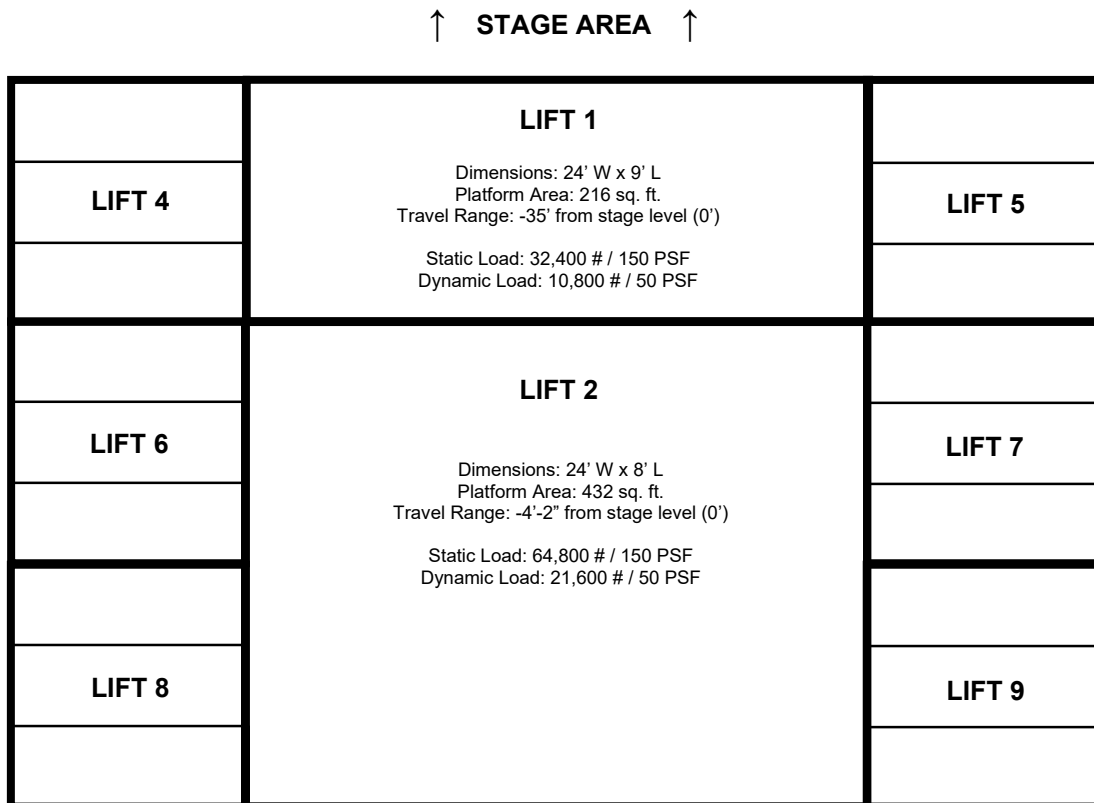 ↑ STAGE AREA ↑
LIFT 1
Dimensions: 24’ W x 9’ L
Platform Area: 216 sq. ft.
Travel Range: -35’ from stage level (0’)
Static Load: 32,400 # / 150 PSF
Dynamic Load: 10,800 # / 50 PSF
LIFT 4
LIFT 5
LIFT 2
Dimensions: 24’ W x 8’ L
Platform Area: 432 sq. ft.
Travel Range: -4’-2” from stage level (0’)
Static Load: 64,800 # / 150 PSF
Dynamic Load: 21,600 # / 50 PSF
LIFT 6
LIFT 7
LIFT 8
LIFT 9